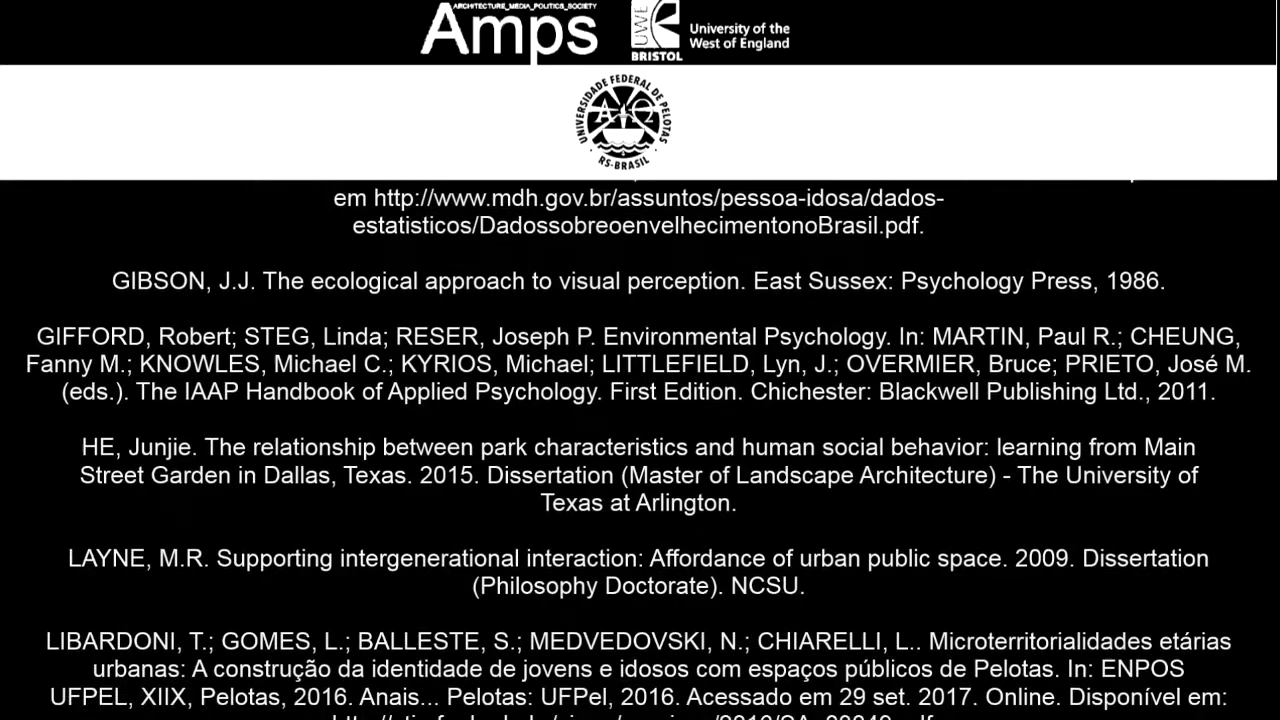 ARCHITECTURE_MEDIA_POLITICS_SOCIETY
Amps
UWE
BRISTOL
University of the
West of England
UNIVERSIDADE FEDERAL DE PELOTAS
RS-BRASIL
em http://www.mdh.gov.br/assuntos/pessoa-idosa/dados-
estatisticos/DadossobreoenvelhecimentonoBrasil.pdf.
GIBSON, J.J. The ecological approach to visual perception. East Sussex: Psychology Press, 1986.
GIFFORD, Robert; STEG, Linda; RESER, Joseph P. Environmental Psychology. In: MARTIN, Paul R.; CHEUNG,
Fanny M.; KNOWLES, Michael C.; KYRIOS, Michael; LITTLEFIELD, Lyn, J.; OVERMIER, Bruce; PRIETO, José M.
(eds.). The IAAP Handbook of Applied Psychology. First Edition. Chichester: Blackwell Publishing Ltd., 2011.
HE, Junjie. The relationship between park characteristics and human social behavior: learning from Main
Street Garden in Dallas, Texas. 2015. Dissertation (Master of Landscape Architecture) - The University of
Texas at Arlington.
LAYNE, M.R. Supporting intergenerational interaction: Affordance of urban public space. 2009. Dissertation
(Philosophy Doctorate). NCSU.
LIBARDONI, T.; GOMES, L.; BALLESTE, S.; MEDVEDOVSKI, N.; CHIARELLI, L.. Microterritorialidades etárias
urbanas: A construção da identidade de jovens e idosos com espaços públicos de Pelotas. In: ENPOS
UFPEL, XIIX, Pelotas, 2016. Anais... Pelotas: UFPel, 2016. Acessado em 29 set. 2017. Online. Disponível em: